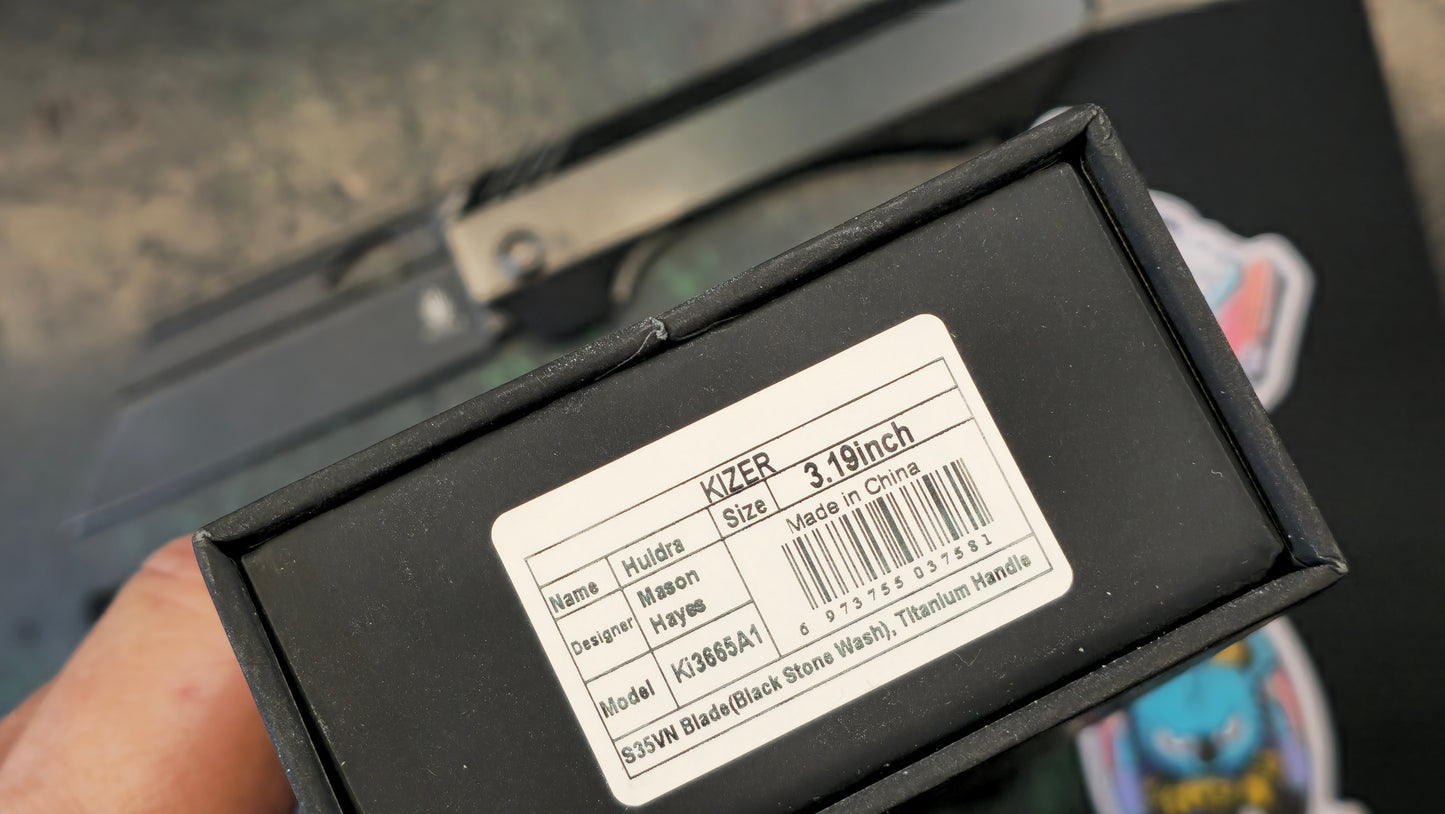 KIZER
Name Huldra Size 3.19inch
Designer Mason Hayes
Made in China
6 973755 037581
Model Ki3665A1
S35VN Blade(Black Stone Wash), Titanium Handle